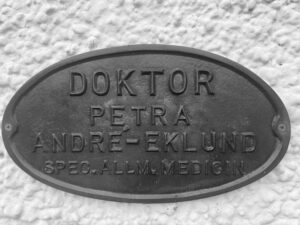 DOKTOR
PETRA
ANDRE-EKLUND
SPEC. ALLM. MEDICIN